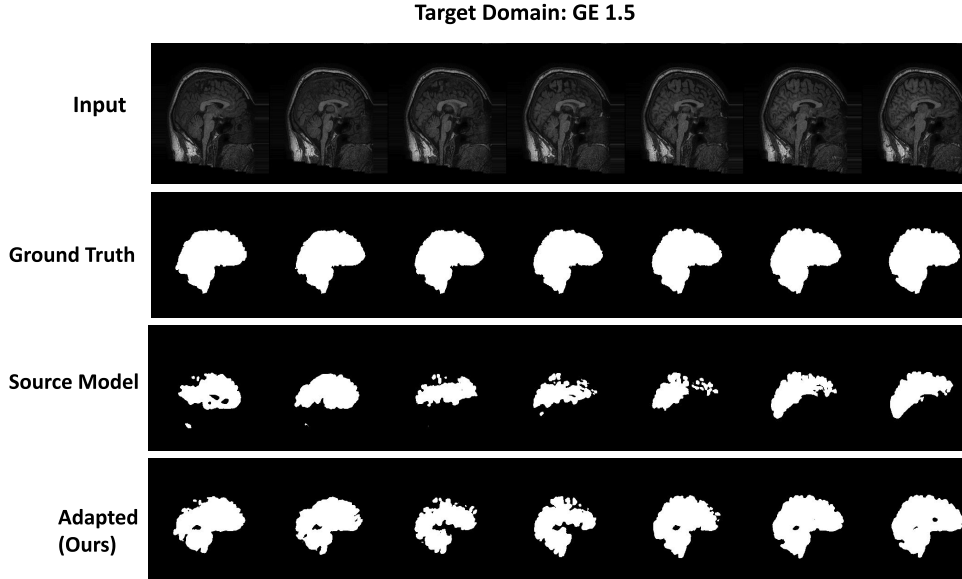 Target Domain: GE 1.5
Input
Ground Truth
Source Model
Adapted
(Ours)